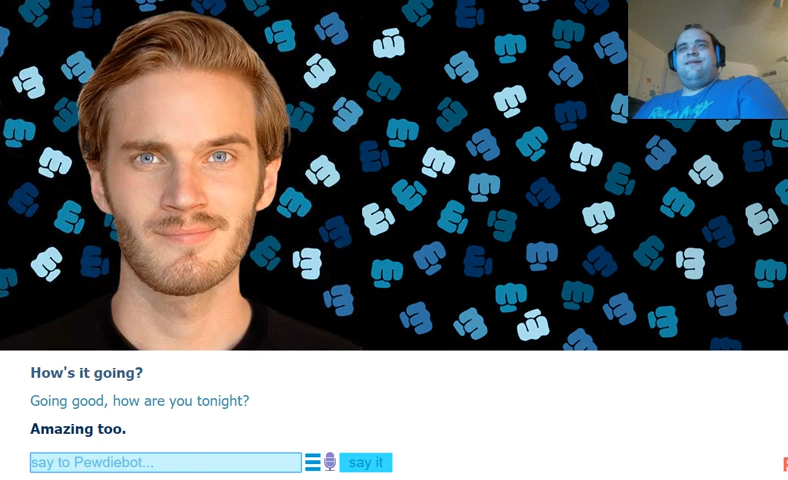 How's it going?
Going good, how are you tonight?
Amazing too.
say to Pewdiebot...
say it